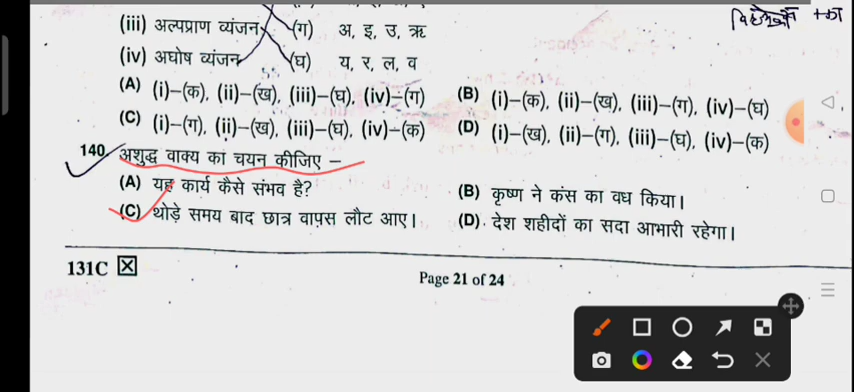 (iii) अल्पप्राण व्यंजन (ग) अ, इ, उ, ऋ
(iv) अघोष व्यंजन (घ) य, र, ल, व
(A) (i)–(क), (ii)–(ख), (iii)–(घ), (iv)–(ग) (B) (i)–(क), (ii)–(ख), (iii)–(ग), (iv)–(घ)
(C) (i)–(ग), (ii)–(ख), (iii)–(घ), (iv)–(क) (D) (i)–(ख), (ii)–(ग), (iii)–(घ), (iv)–(क)
140. अशुद्ध वाक्य का चयन कीजिए –
(A) यह कार्य कैसे संभव है? (B) कृष्ण ने कंस का वध किया।
(C) थोड़े समय बाद छात्र वापस लौट आए। (D) देश शहीदों का सदा आभारी रहेगा।
131C
Page 21 of 24